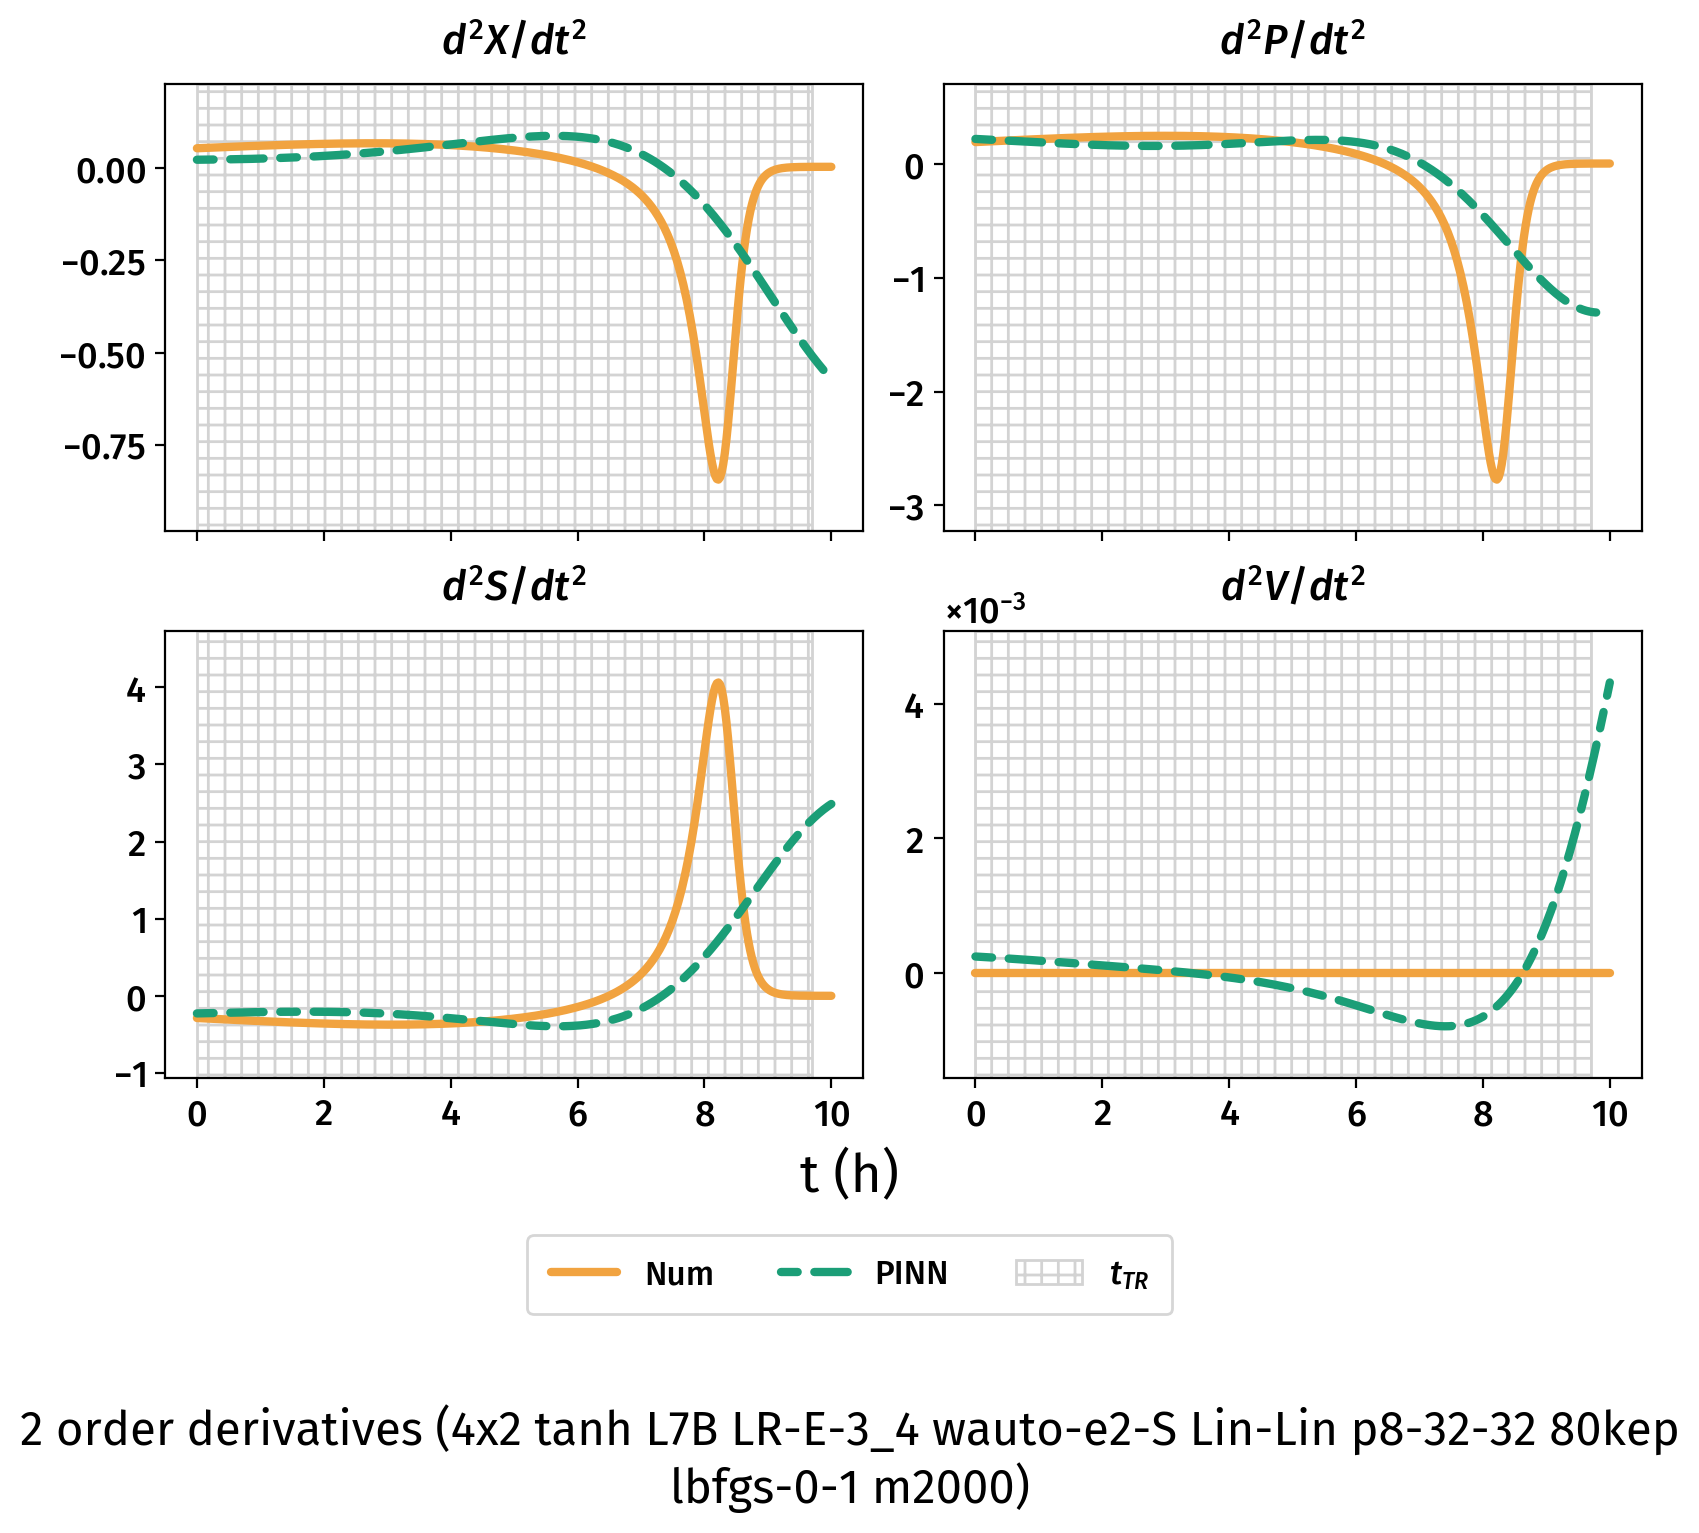 d²X/dt²
d²P/dt²
0.00
−0.25
−0.50
−0.75
0
−1
−2
−3
d²S/dt²
d²V/dt²
×10⁻³
4
3
2
1
0
−1
4
2
0
0 2 4 6 8 10
0 2 4 6 8 10
t (h)
Num PINN t_TR
2 order derivatives (4x2 tanh L7B LR-E-3_4 wauto-e2-S Lin-Lin p8-32-32 80kep
lbfgs-0-1 m2000)